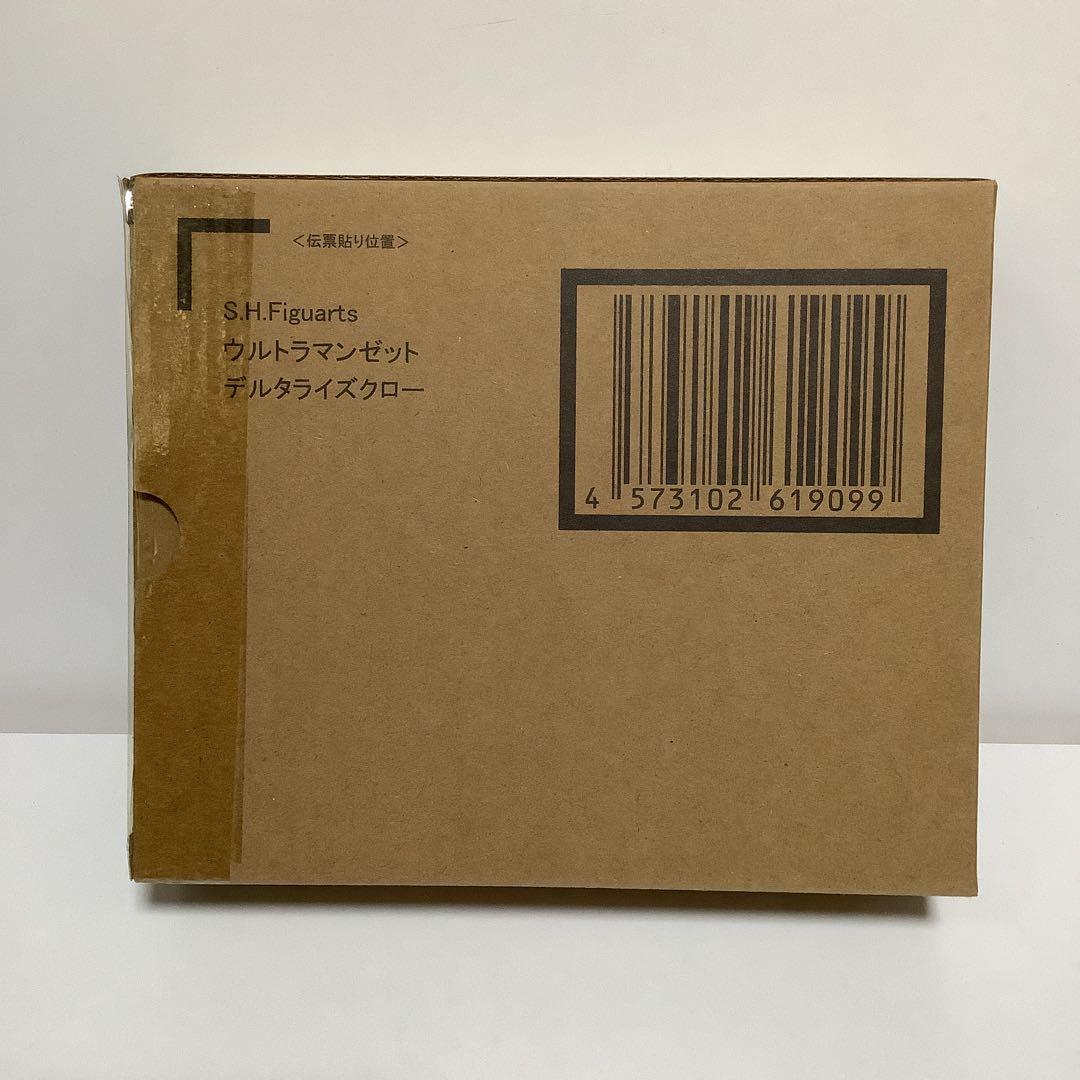 <伝票貼り位置>
S.H.Figuarts
ウルトラマンゼット
デルタライズクロー
4 573102 619099